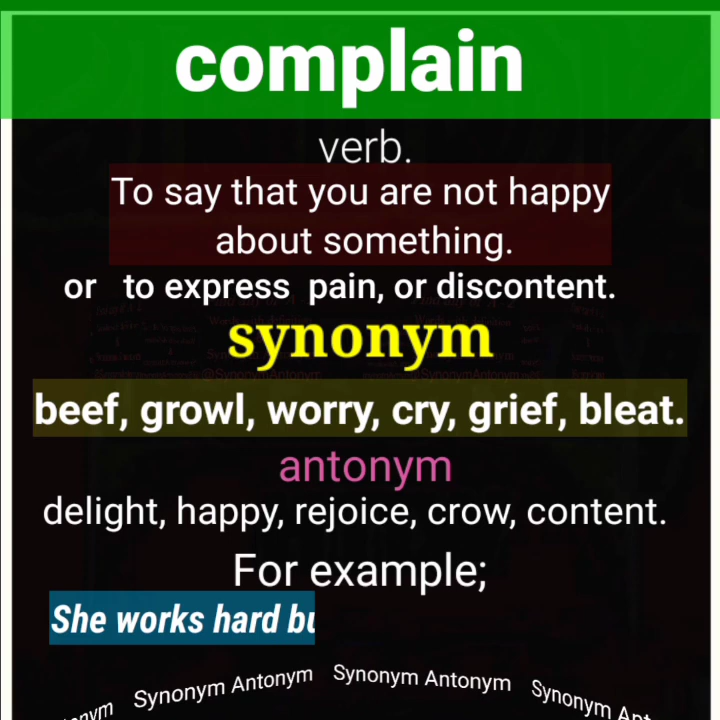 complain
verb.
To say that you are not happy
about something.
or to express pain, or discontent.
synonym
beef, growl, worry, cry, grief, bleat.
antonym
delight, happy, rejoice, crow, content.
For example;
She works hard bu
Synonym Antonym Synonym Antonym Synonym